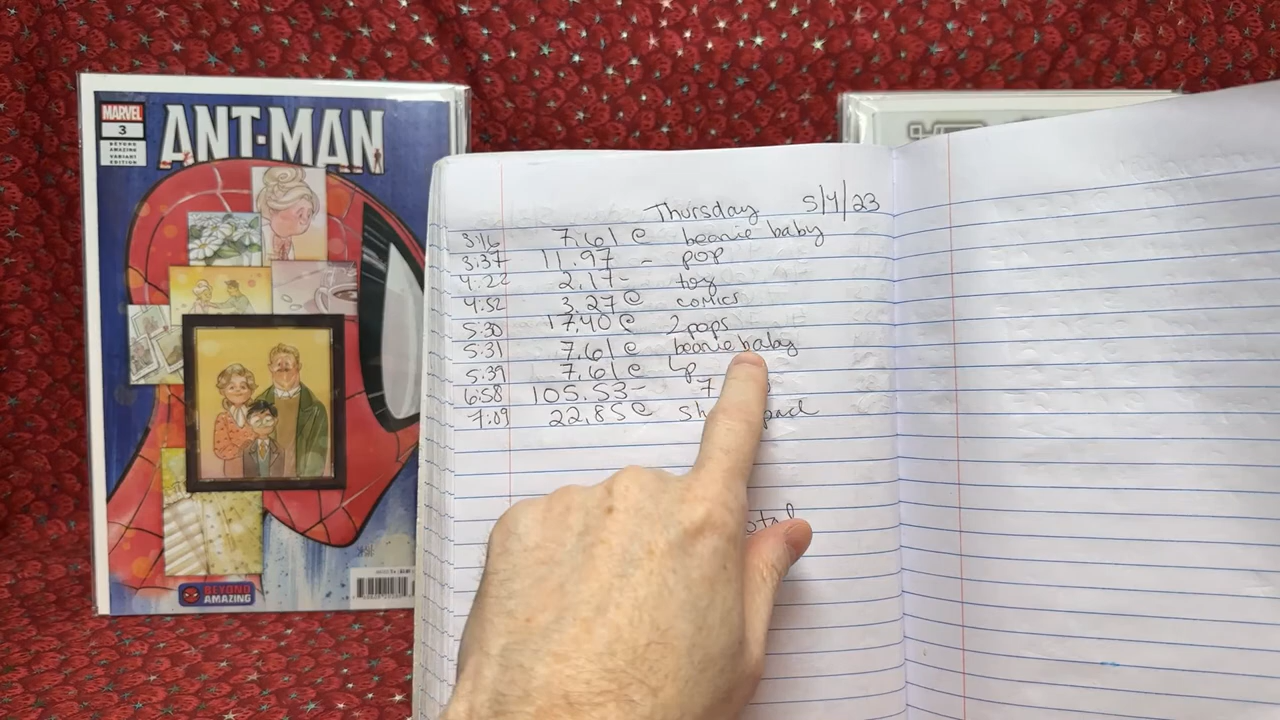 MARVEL
3
BEYOND
AMAZING
VARIANT
EDITION
ANT-MAN
BEYOND
AMAZING
Thursday 5/4/23
3:16 7.61 @ beanie baby
3:37 11.97 - pop
4:22 2.17 - toy
4:52 3.27 @ comics
5:30 17.40 @ 2 pops
5:31 7.61 @ beanie baby
5:39 7.61 @ Lp
6:58 105.53 - 7
7:09 22.85 @